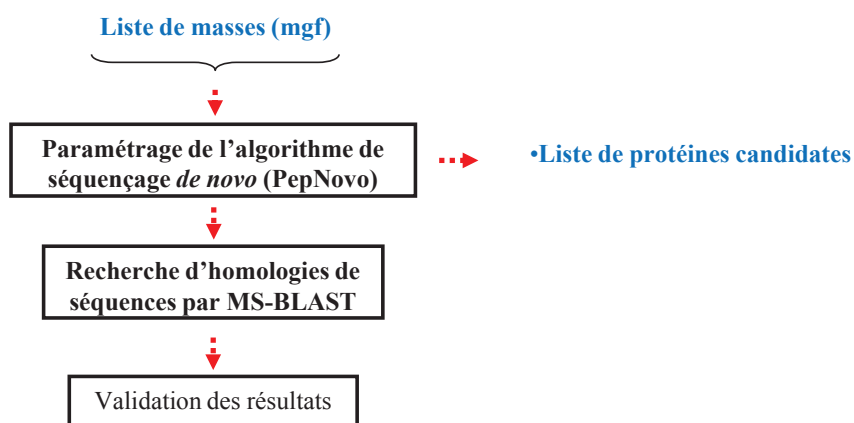 Liste de masses (mgf)
Paramétrage de l'algorithme de
séquençage de novo (PepNovo)
•Liste de protéines candidates
Recherche d'homologies de
séquences par MS-BLAST
Validation des résultats